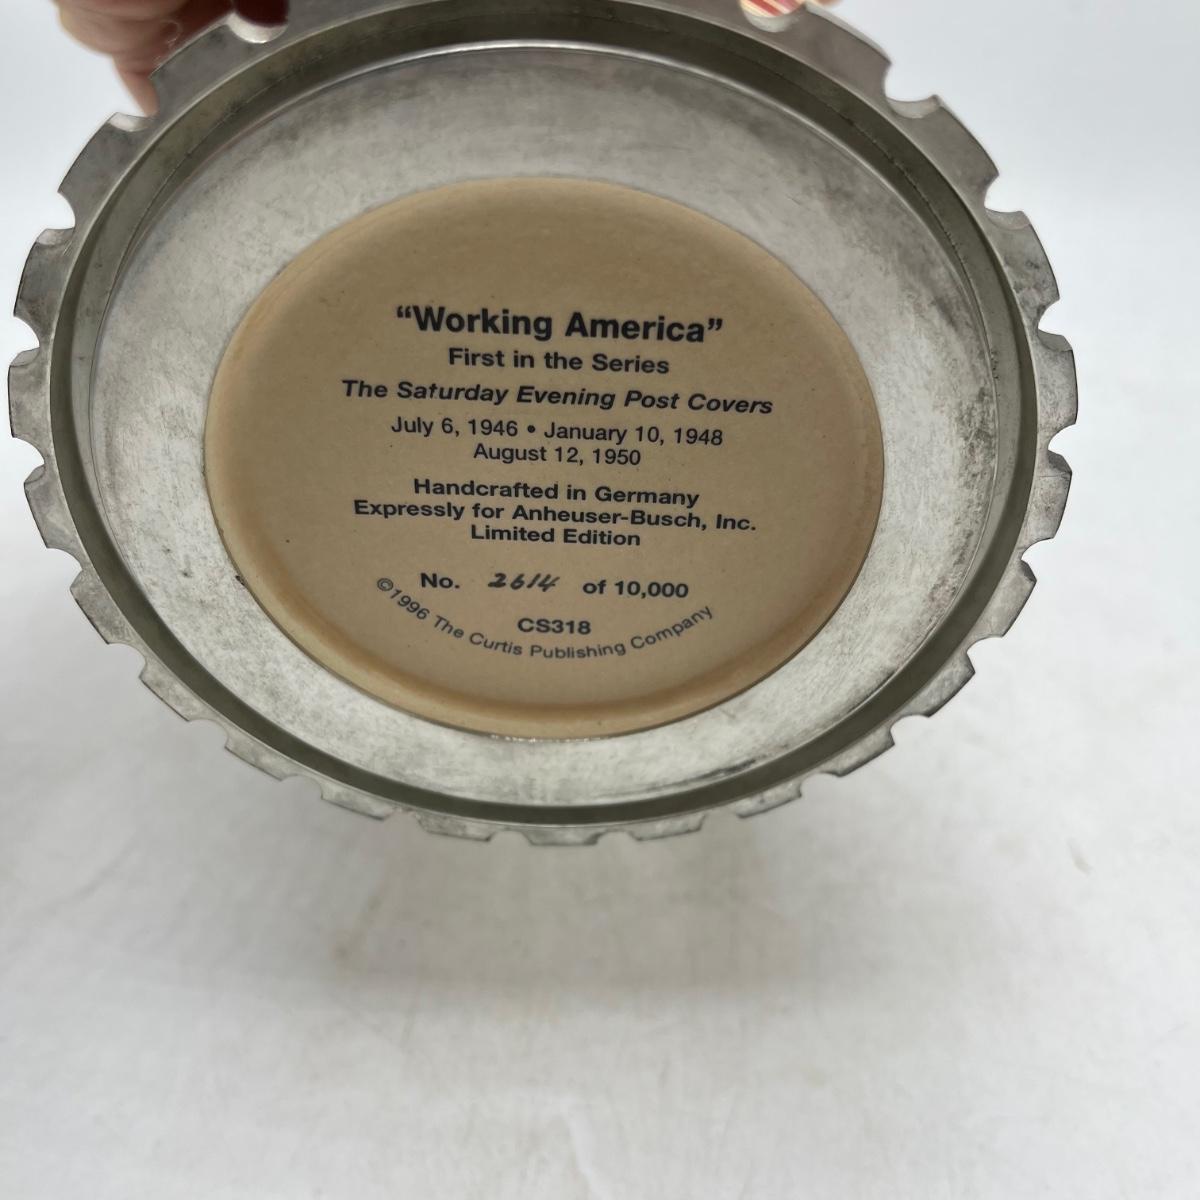 “Working America”
First in the Series
The Saturday Evening Post Covers
July 6, 1946 • January 10, 1948
August 12, 1950
Handcrafted in Germany
Expressly for Anheuser-Busch, Inc.
Limited Edition
No. 2614 of 10,000
CS318
©1996 The Curtis Publishing Company